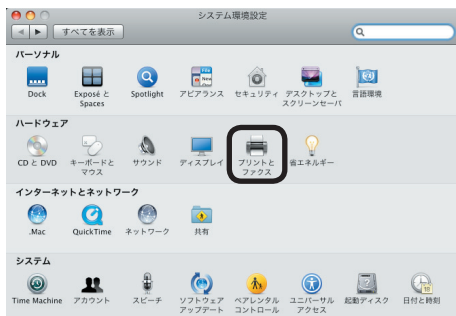 システム環境設定
すべてを表示
パーソナル
Dock
Exposé と
Spaces
Spotlight
アピアランス
セキュリティ
デスクトップと
スクリーンセーバ
言語環境
ハードウェア
CD と DVD
キーボードと
マウス
サウンド
ディスプレイ
プリントと
ファクス
省エネルギー
インターネットとネットワーク
.Mac
QuickTime
ネットワーク
共有
システム
Time Machine
アカウント
スピーチ
ソフトウェア
アップデート
ペアレンタル
コントロール
ユニバーサル
アクセス
起動ディスク
日付と時刻